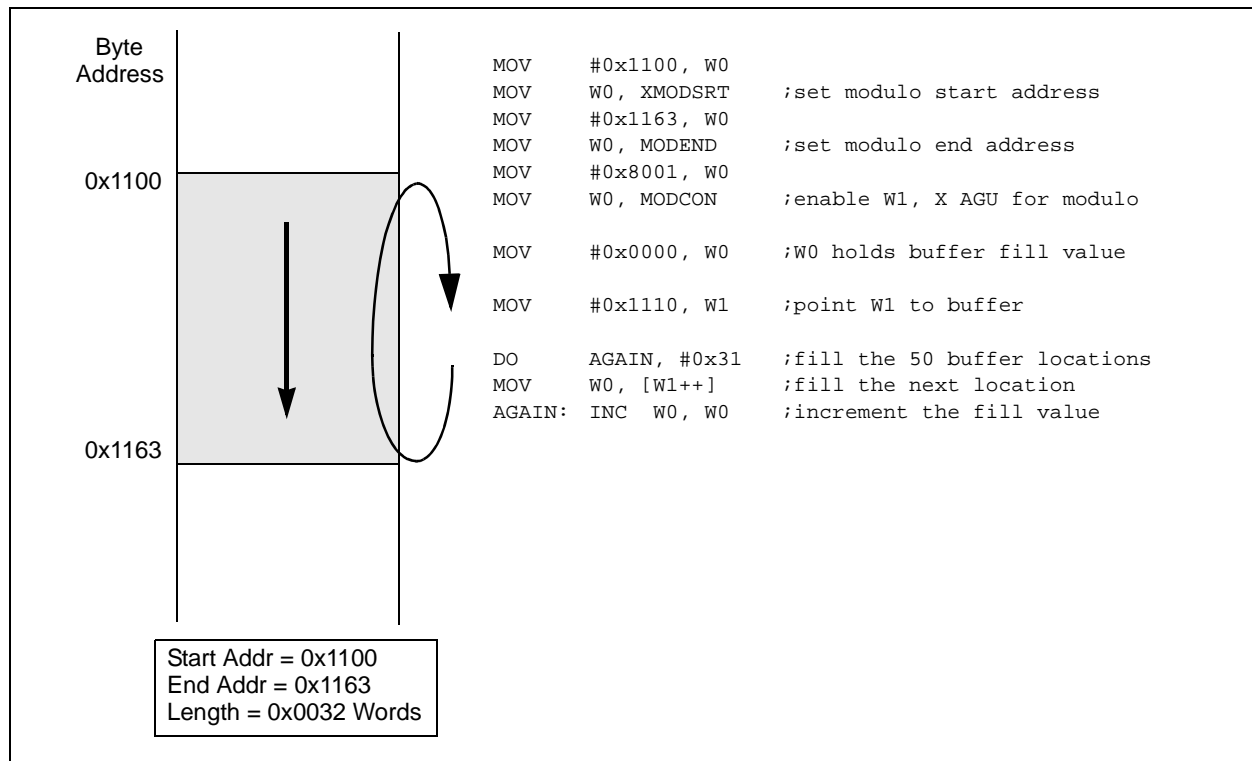 Byte
Address
MOV #0x1100, W0
MOV W0, XMODSRT ;set modulo start address
MOV #0x1163, W0
MOV W0, MODEND ;set modulo end address
0x1100
MOV #0x8001, W0
MOV W0, MODCON ;enable W1, X AGU for modulo
MOV #0x0000, W0 ;W0 holds buffer fill value
MOV #0x1110, W1 ;point W1 to buffer
DO AGAIN, #0x31 ;fill the 50 buffer locations
MOV W0, [W1++] ;fill the next location
AGAIN: INC W0, W0 ;increment the fill value
0x1163
Start Addr = 0x1100
End Addr = 0x1163
Length = 0x0032 Words